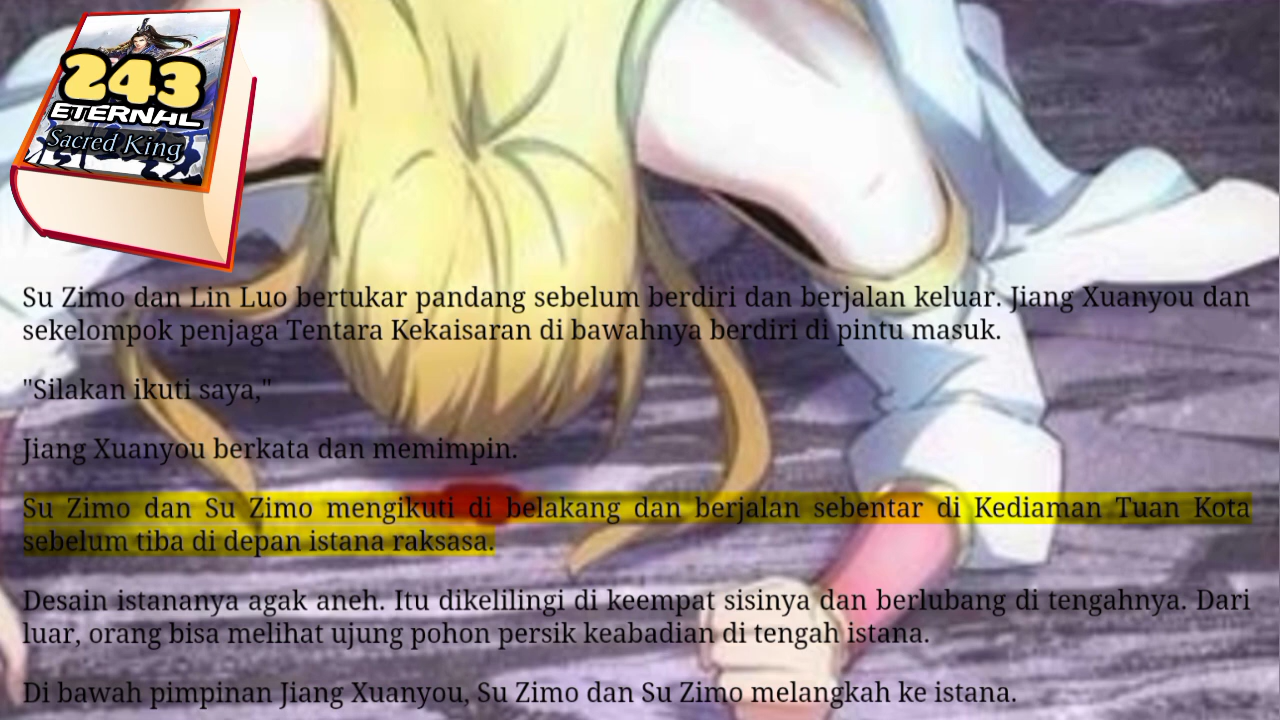 243
ETERNAL
Sacred King
Su Zimo dan Lin Luo bertukar pandang sebelum berdiri dan berjalan keluar. Jiang Xuanyou dan
sekelompok penjaga Tentara Kekaisaran di bawahnya berdiri di pintu masuk.
"Silakan ikuti saya,"
Jiang Xuanyou berkata dan memimpin.
Su Zimo dan Su Zimo mengikuti di belakang dan berjalan sebentar di Kediaman Tuan Kota
sebelum tiba di depan istana raksasa.
Desain istananya agak aneh. Itu dikelilingi di keempat sisinya dan berlubang di tengahnya. Dari
luar, orang bisa melihat ujung pohon persik keabadian di tengah istana.
Di bawah pimpinan Jiang Xuanyou, Su Zimo dan Su Zimo melangkah ke istana.